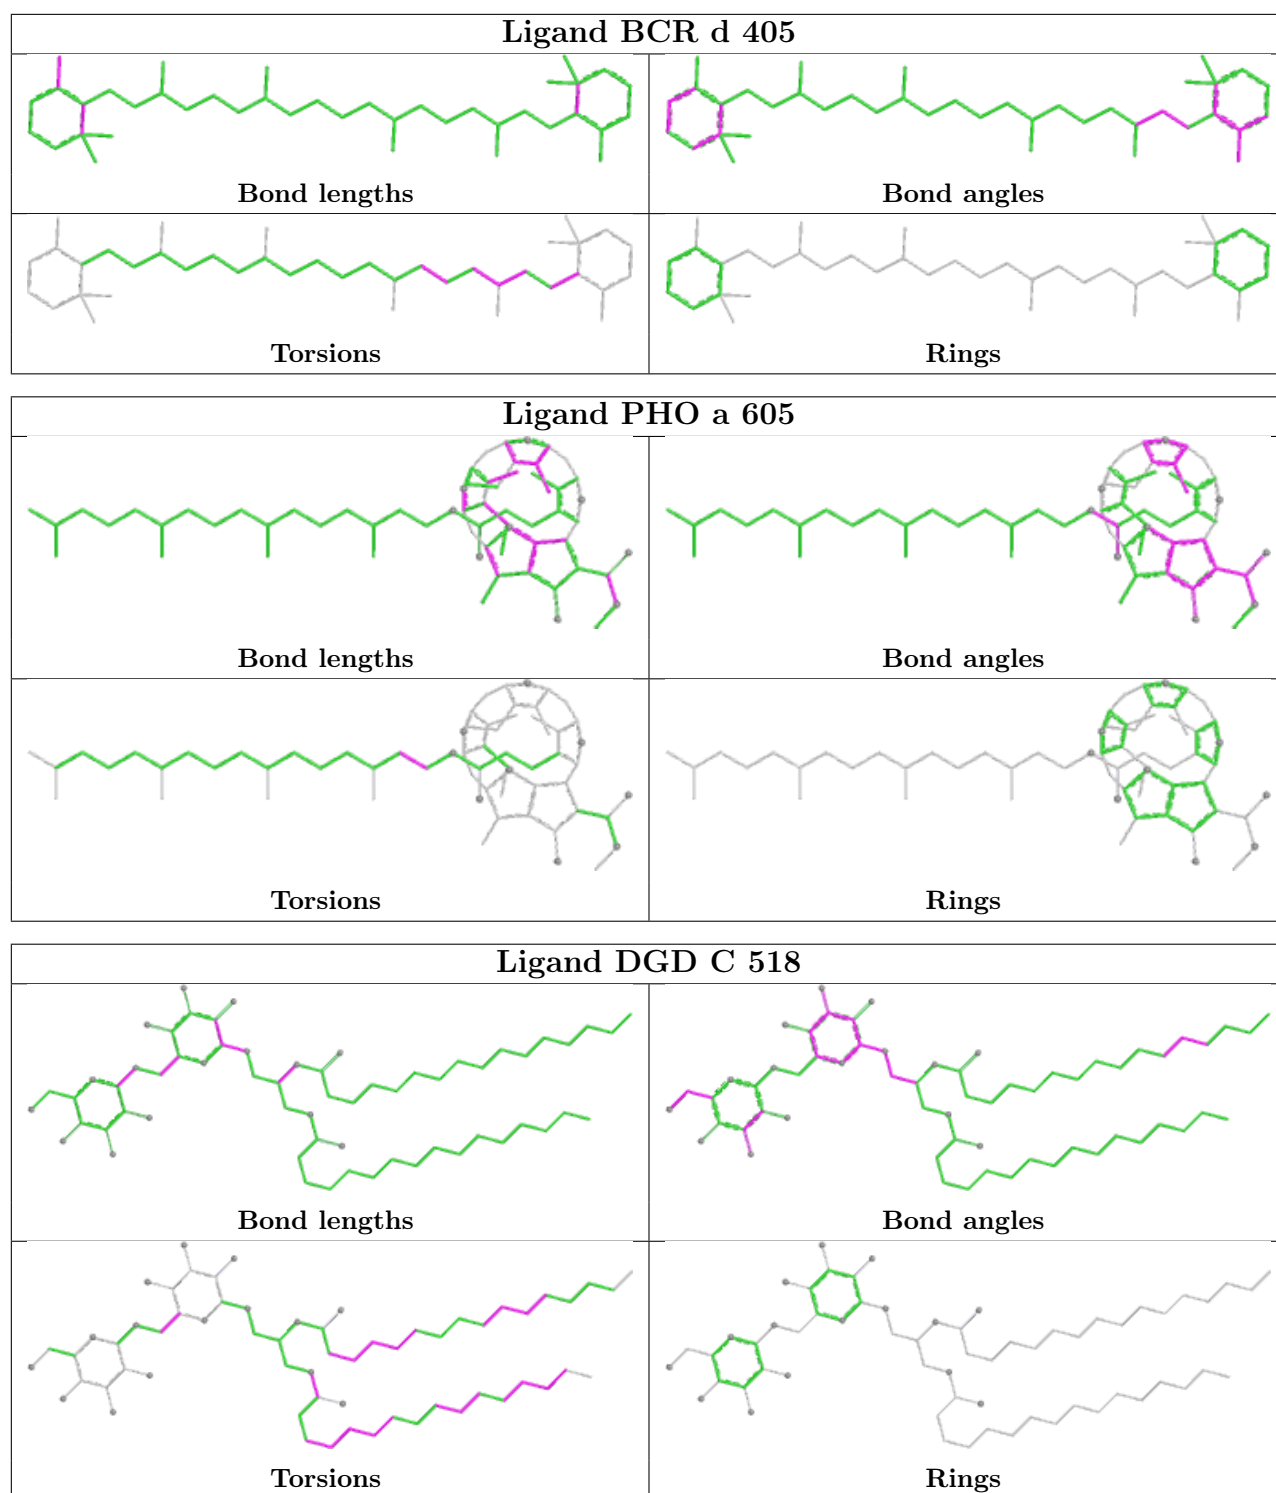 Ligand BCR d 405
Bond lengths
Bond angles
Torsions
Rings
Ligand PHO a 605
Bond lengths
Bond angles
Torsions
Rings
Ligand DGD C 518
Bond lengths
Bond angles
Torsions
Rings